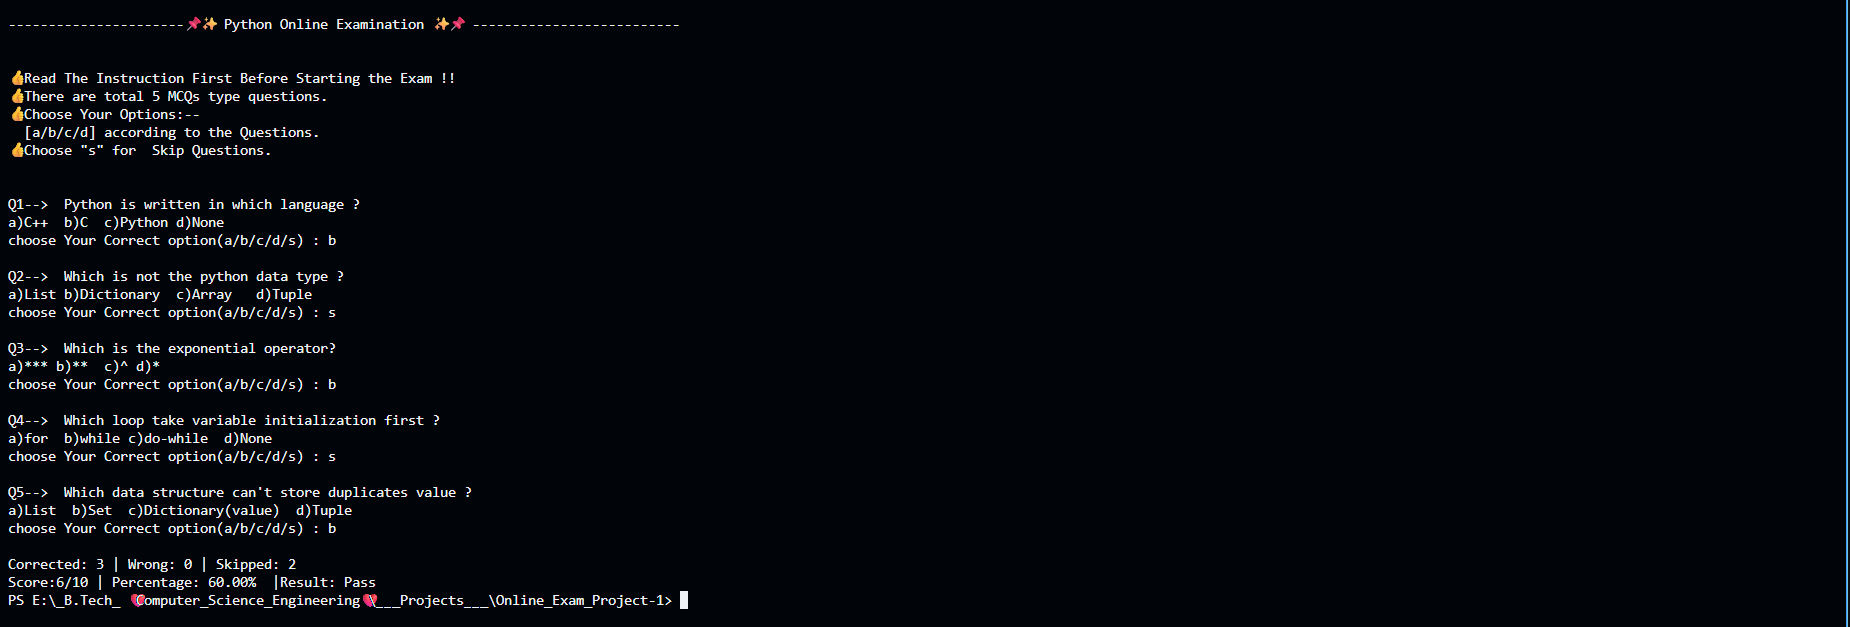 ----------------------📌✨ Python Online Examination ✨📌 --------------------------
👍Read The Instruction First Before Starting the Exam !!
👍There are total 5 MCQs type questions.
👍Choose Your Options:--
  [a/b/c/d] according to the Questions.
👍Choose "s" for  Skip Questions.
Q1-->  Python is written in which language ?
a)C++  b)C  c)Python d)None
choose Your Correct option(a/b/c/d/s) : b
Q2-->  Which is not the python data type ?
a)List b)Dictionary  c)Array   d)Tuple
choose Your Correct option(a/b/c/d/s) : s
Q3-->  Which is the exponential operator?
a)*** b)**  c)^ d)*
choose Your Correct option(a/b/c/d/s) : b
Q4-->  Which loop take variable initialization first ?
a)for  b)while c)do-while  d)None
choose Your Correct option(a/b/c/d/s) : s
Q5-->  Which data structure can't store duplicates value ?
a)List  b)Set  c)Dictionary(value)  d)Tuple
choose Your Correct option(a/b/c/d/s) : b
Corrected: 3 | Wrong: 0 | Skipped: 2
Score:6/10 | Percentage: 60.00%  |Result: Pass
PS E:\_B.Tech_ 💔Computer_Science_Engineering💔\___Projects___\Online_Exam_Project-1>